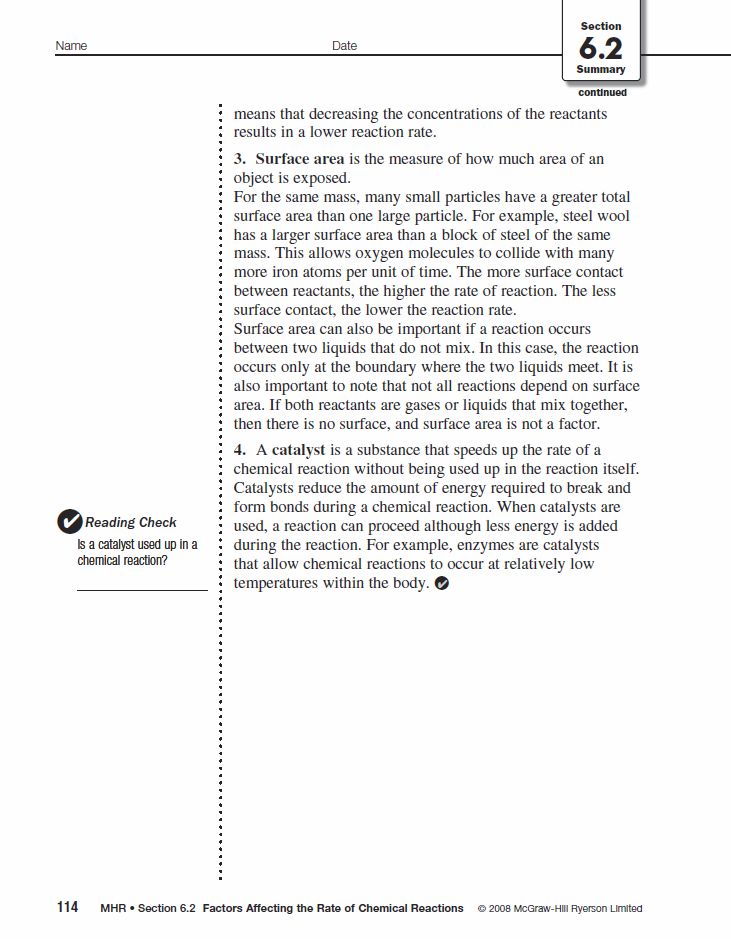 Section
6.2
Summary
Name Date
continued
means that decreasing the concentrations of the reactants
results in a lower reaction rate.
3. Surface area is the measure of how much area of an
object is exposed.
For the same mass, many small particles have a greater total
surface area than one large particle. For example, steel wool
has a larger surface area than a block of steel of the same
mass. This allows oxygen molecules to collide with many
more iron atoms per unit of time. The more surface contact
between reactants, the higher the rate of reaction. The less
surface contact, the lower the reaction rate.
Surface area can also be important if a reaction occurs
between two liquids that do not mix. In this case, the reaction
occurs only at the boundary where the two liquids meet. It is
also important to note that not all reactions depend on surface
area. If both reactants are gases or liquids that mix together,
then there is no surface, and surface area is not a factor.
4. A catalyst is a substance that speeds up the rate of a
chemical reaction without being used up in the reaction itself.
Catalysts reduce the amount of energy required to break and
form bonds during a chemical reaction. When catalysts are
used, a reaction can proceed although less energy is added
during the reaction. For example, enzymes are catalysts
that allow chemical reactions to occur at relatively low
temperatures within the body.
Reading Check
Is a catalyst used up in a
chemical reaction?
114 MHR • Section 6.2 Factors Affecting the Rate of Chemical Reactions © 2008 McGraw-Hill Ryerson Limited